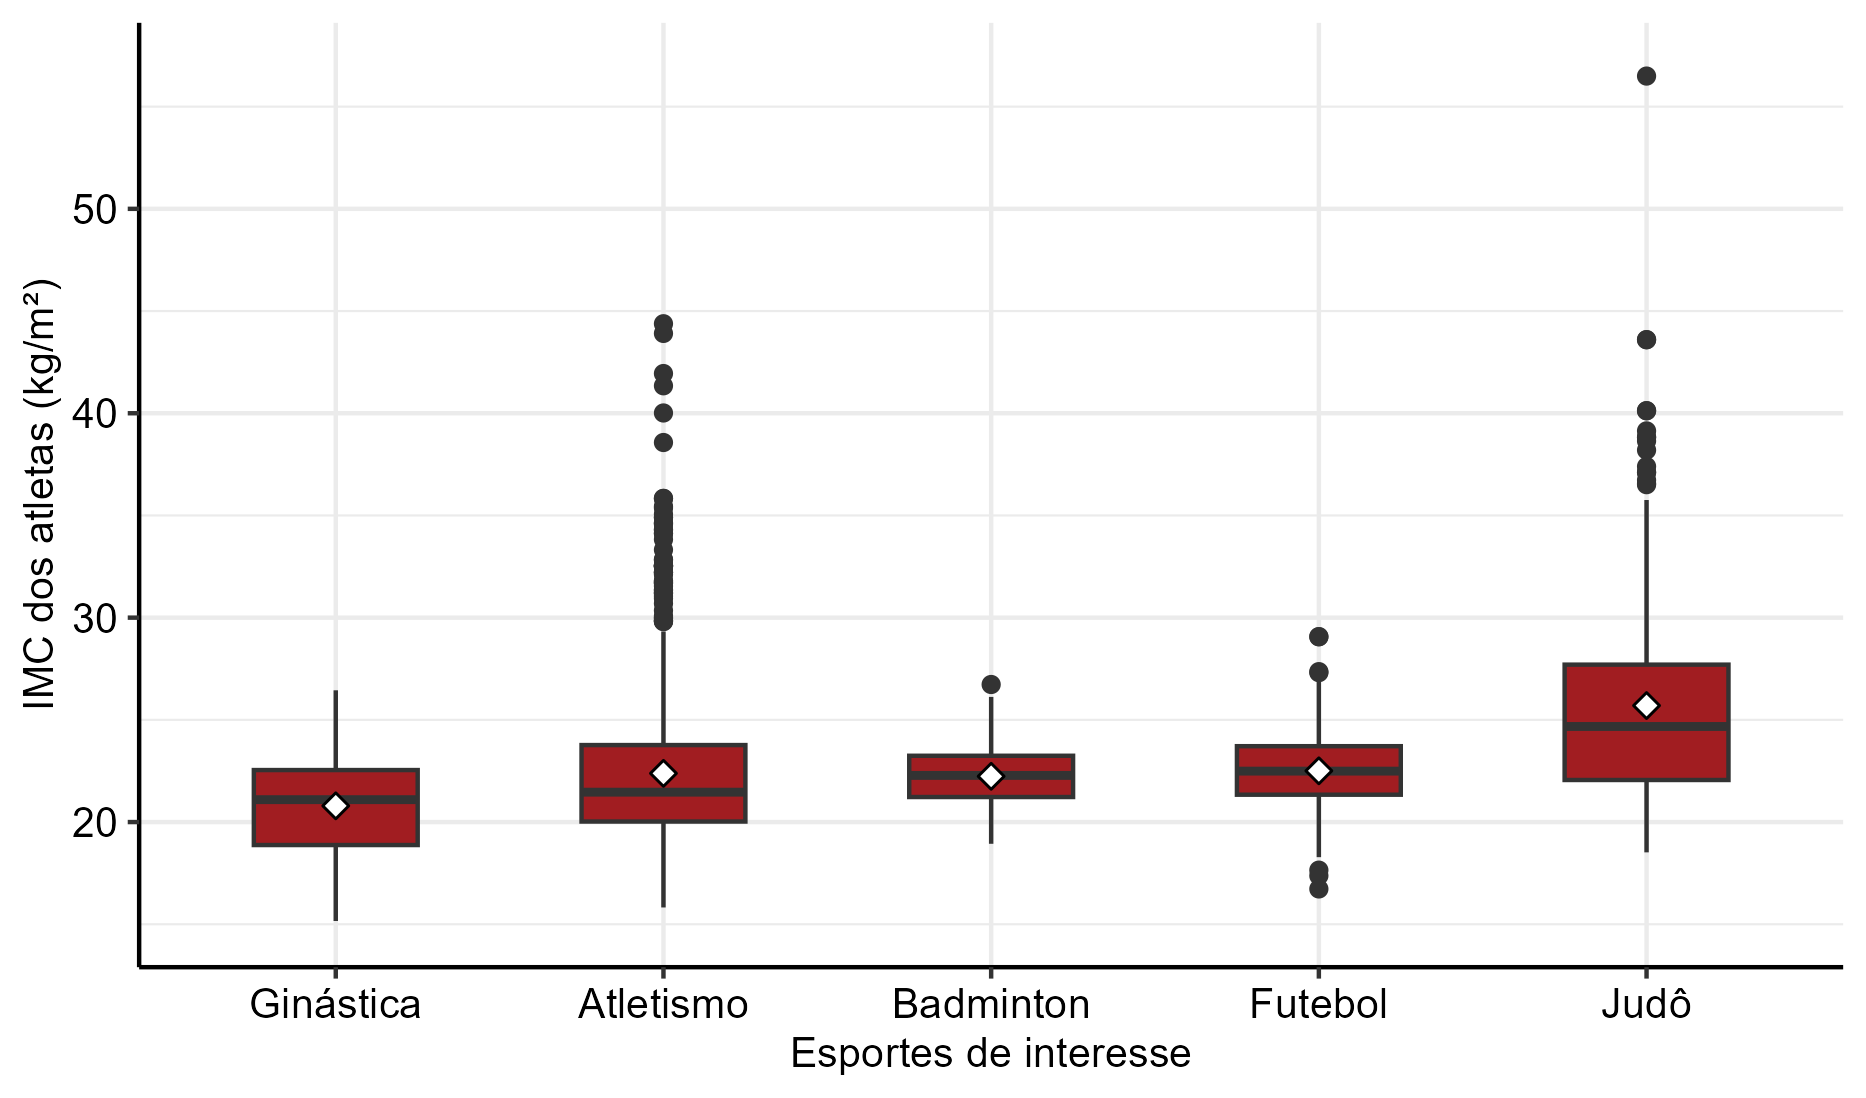 IMC dos atletas (kg/m²)
50
40
30
20
Ginástica
Atletismo
Badminton
Futebol
Judô
Esportes de interesse